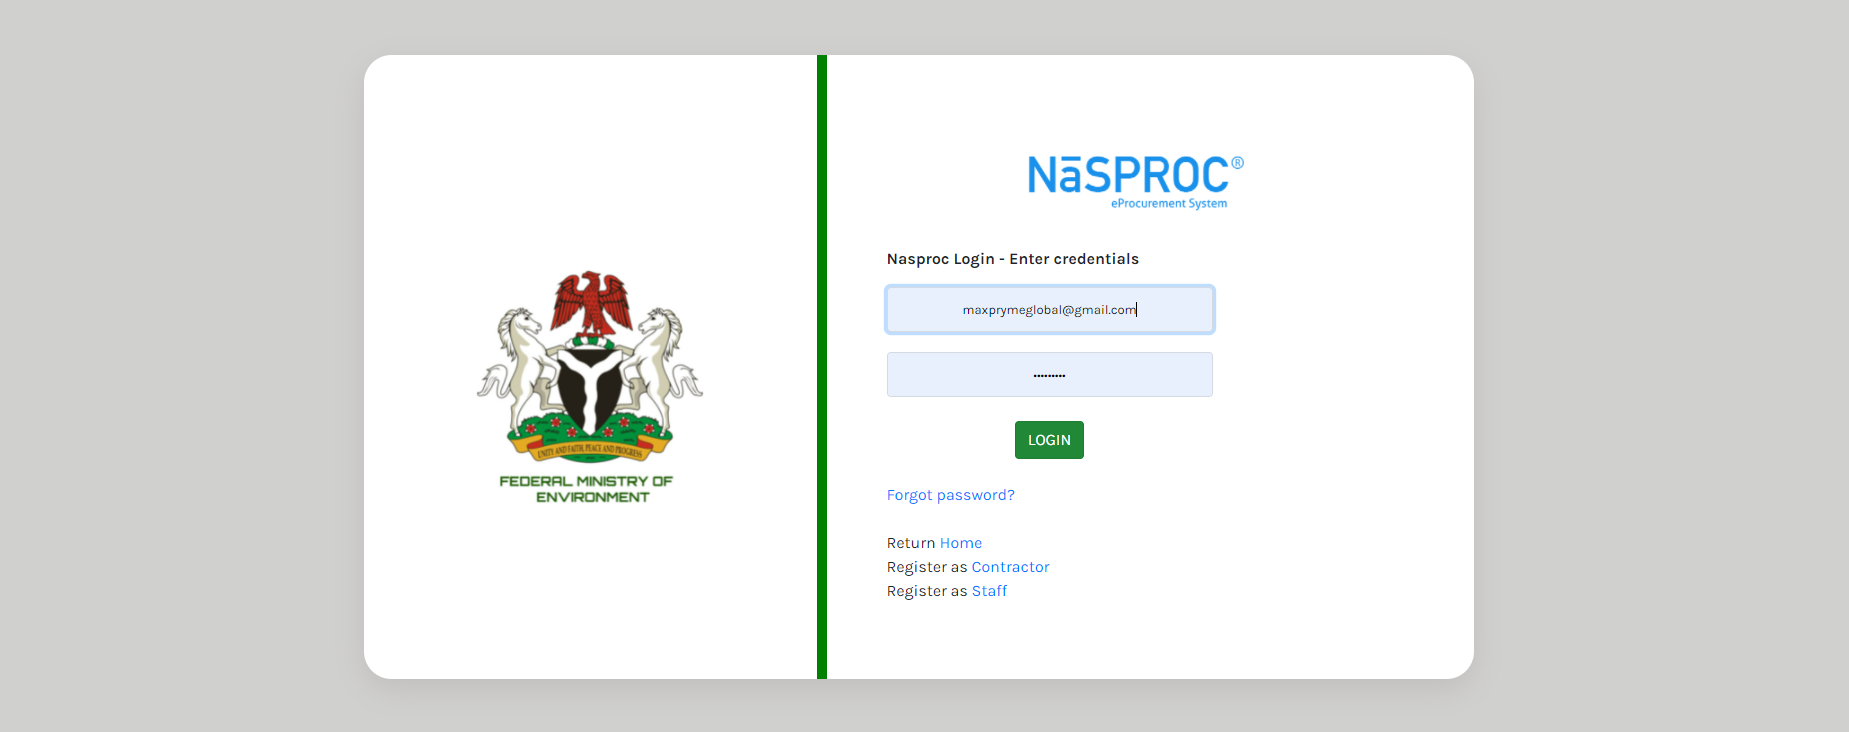 UNITY AND FAITH, PEACE AND PROGRESS
FEDERAL MINISTRY OF
ENVIRONMENT
NāSPROC®
eProcurement System
Nasproc Login - Enter credentials
maxprymeglobal@gmail.com
•••••••••
LOGIN
Forgot password?
Return Home
Register as Contractor
Register as Staff